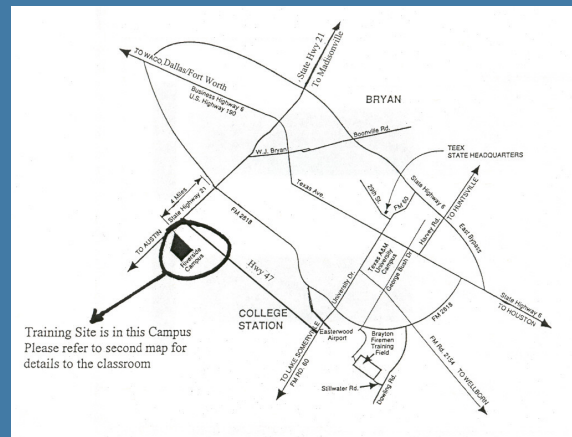 TO WACO, Dallas/Fort Worth
Business Highway 6
U.S. Highway 190
State Hwy 21
To Madisonville
BRYAN
Boonville Rd.
W.J. Bryan
TEEX
STATE HEADQUARTERS
4 Miles
State Highway 21
TO AUSTIN
Riverside
Campus
FM 2818
Hwy 47
Texas Ave.
29th St.
FM 60
State Highway 6
TO HUNTSVILLE
Harvey Rd.
East Bypass
Texas A&M
University
Campus
George Bush Dr
University Dr.
State Highway 6
TO HOUSTON
COLLEGE
STATION
Easterwood
Airport
Brayton
Firemen
Training
Field
FM 2818
TO LAKE SOMERVILLE
FM RD. 60
FM Rd. 2154
TO WELLBORN
Stillwater Rd.
Dowling Rd.
Training Site is in this Campus
Please refer to second map for
details to the classroom